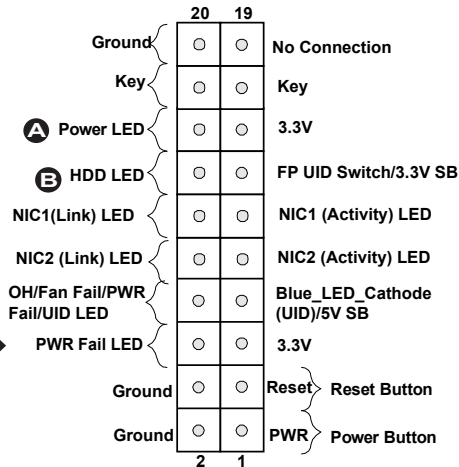 20 19
Ground No Connection
Key Key
A Power LED 3.3V
B HDD LED FP UID Switch/3.3V SB
NIC1(Link) LED NIC1 (Activity) LED
NIC2 (Link) LED NIC2 (Activity) LED
OH/Fan Fail/PWR Blue_LED_Cathode
Fail/UID LED (UID)/5V SB
PWR Fail LED 3.3V
Ground Reset Reset Button
Ground PWR Power Button
2 1